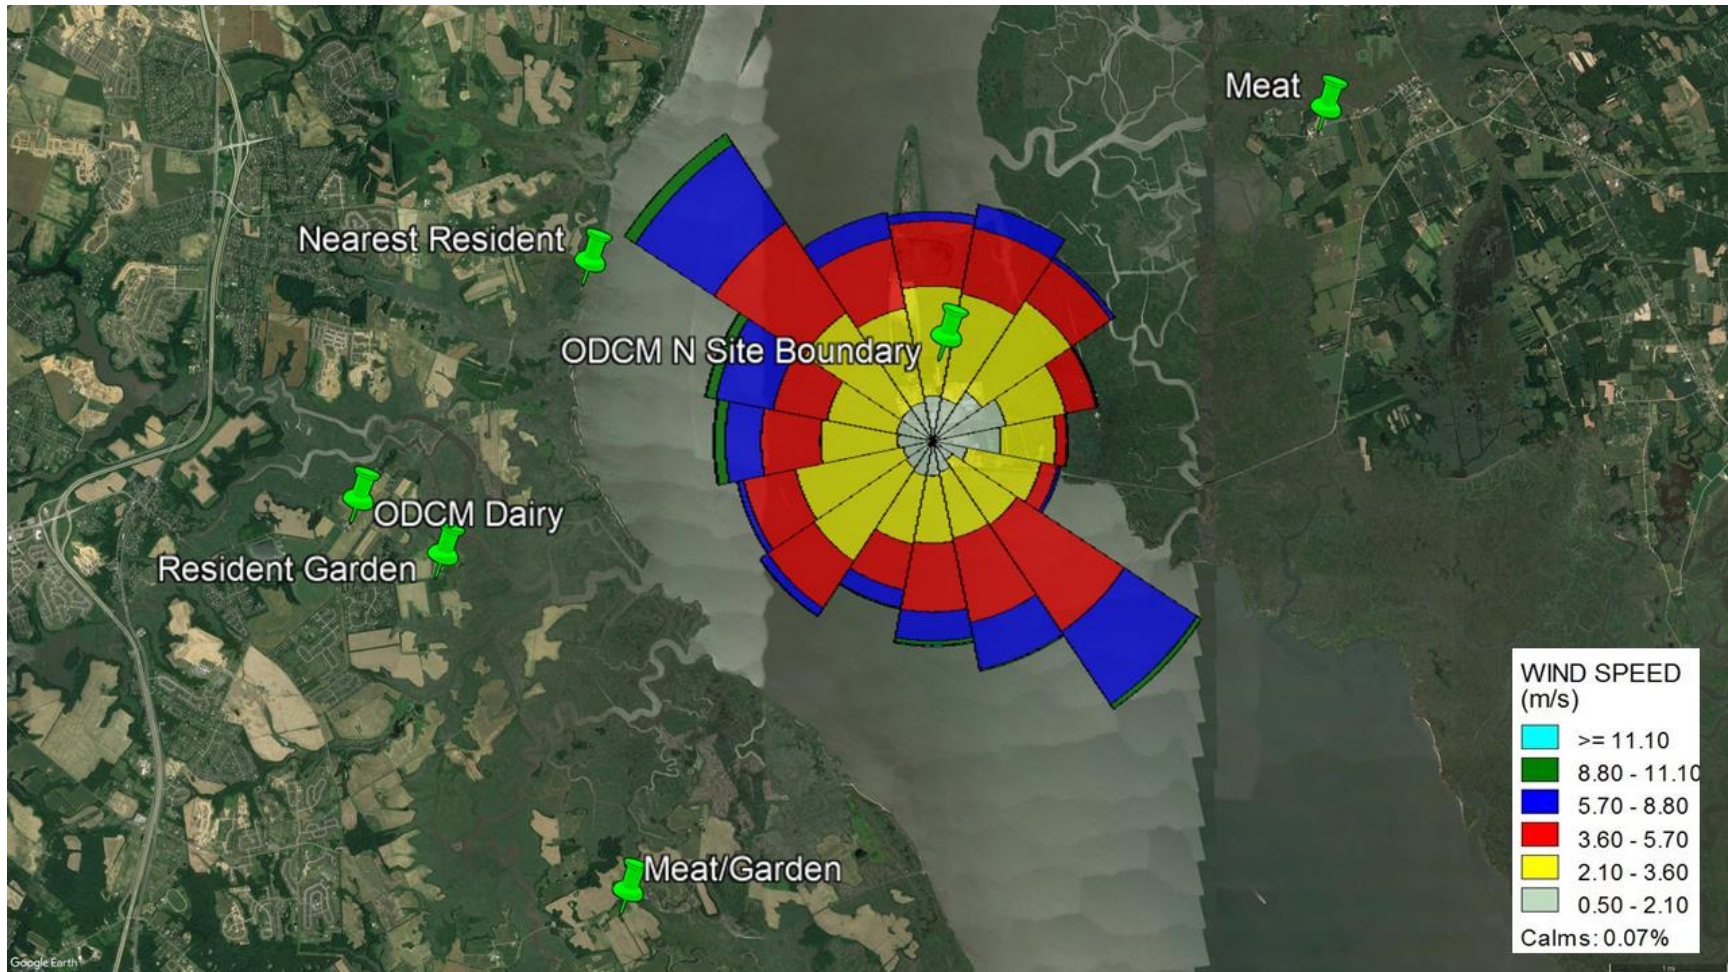 Meat
Nearest Resident
ODCM N Site Boundary
ODCM Dairy
Resident Garden
Meat/Garden
WIND SPEED
(m/s)
>= 11.10
8.80 - 11.10
5.70 - 8.80
3.60 - 5.70
2.10 - 3.60
0.50 - 2.10
Calms: 0.07%
Google Earth